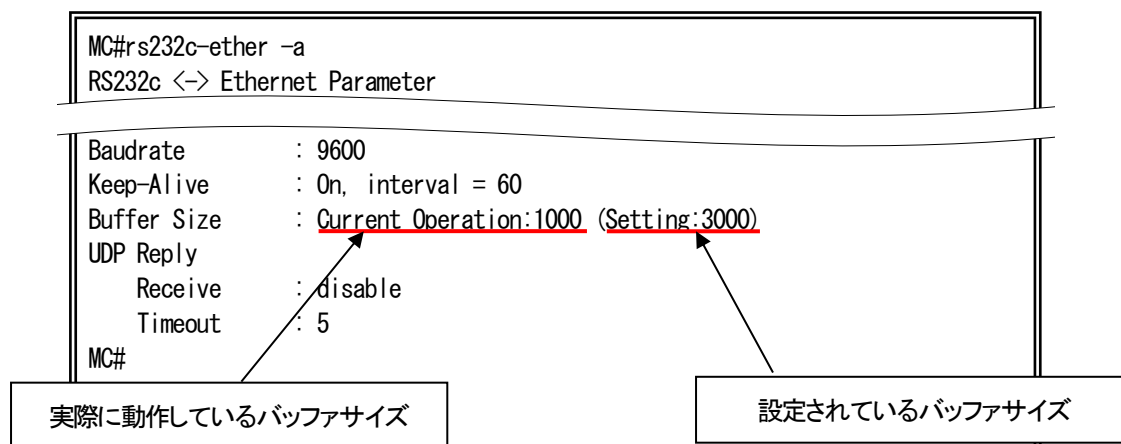 MC#rs232c-ether -a
RS232c <-> Ethernet Parameter
Baudrate : 9600
Keep-Alive : On, interval = 60
Buffer Size : Current Operation:1000 (Setting:3000)
UDP Reply
Receive : disable
Timeout : 5
MC#
実際に動作しているバッファサイズ
設定されているバッファサイズ